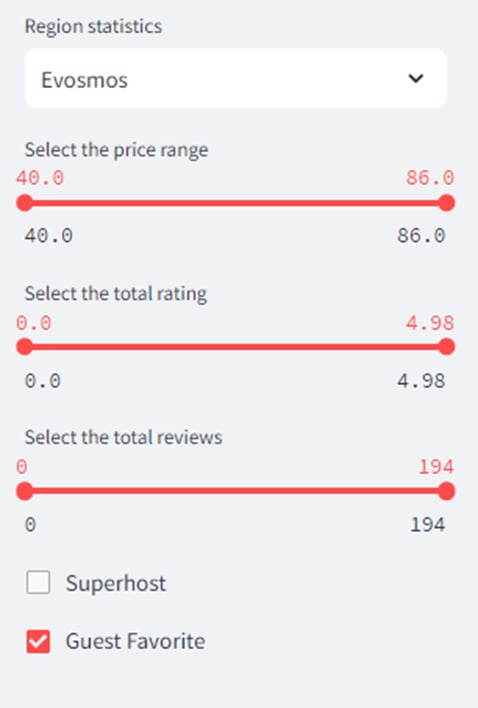 Region statistics
Evosmos
Select the price range
40.0 86.0
40.0 86.0
Select the total rating
0.0 4.98
0.0 4.98
Select the total reviews
0 194
0 194
Superhost
Guest Favorite